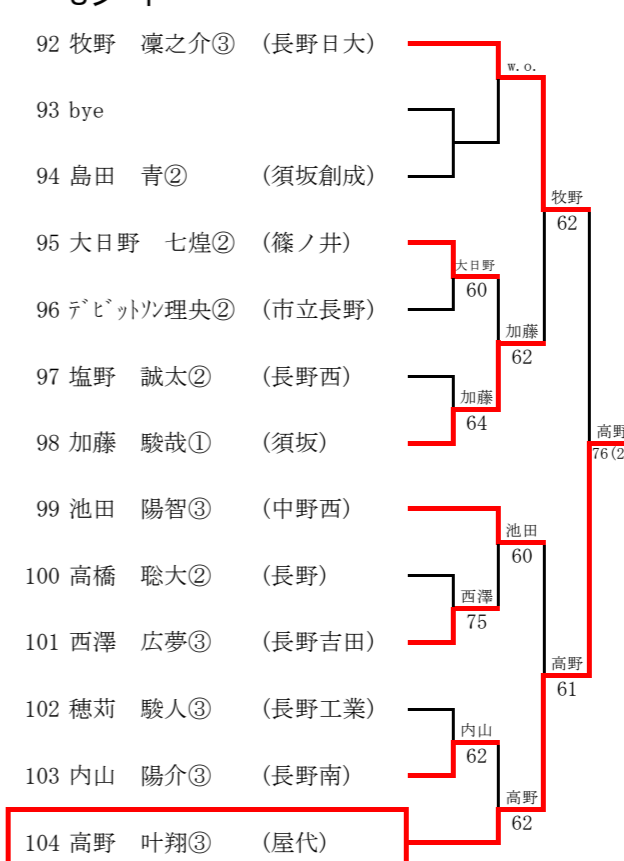 92 牧野　凜之介③ (長野日大)
w.o.
93 bye
94 島田　青② (須坂創成)
牧野
62
95 大日野　七煌② (篠ノ井)
大日野
60
96 ﾃﾞﾋﾞｯﾄｿﾝ理央② (市立長野)
加藤
62
97 塩野　誠太② (長野西)
加藤
64
98 加藤　駿哉① (須坂)
高野
76(2
99 池田　陽智③ (中野西)
池田
60
100 高橋　聡大② (長野)
西澤
75
101 西澤　広夢③ (長野吉田)
高野
61
102 穂苅　駿人③ (長野工業)
内山
62
103 内山　陽介③ (長野南)
高野
62
104 高野　叶翔③ (屋代)